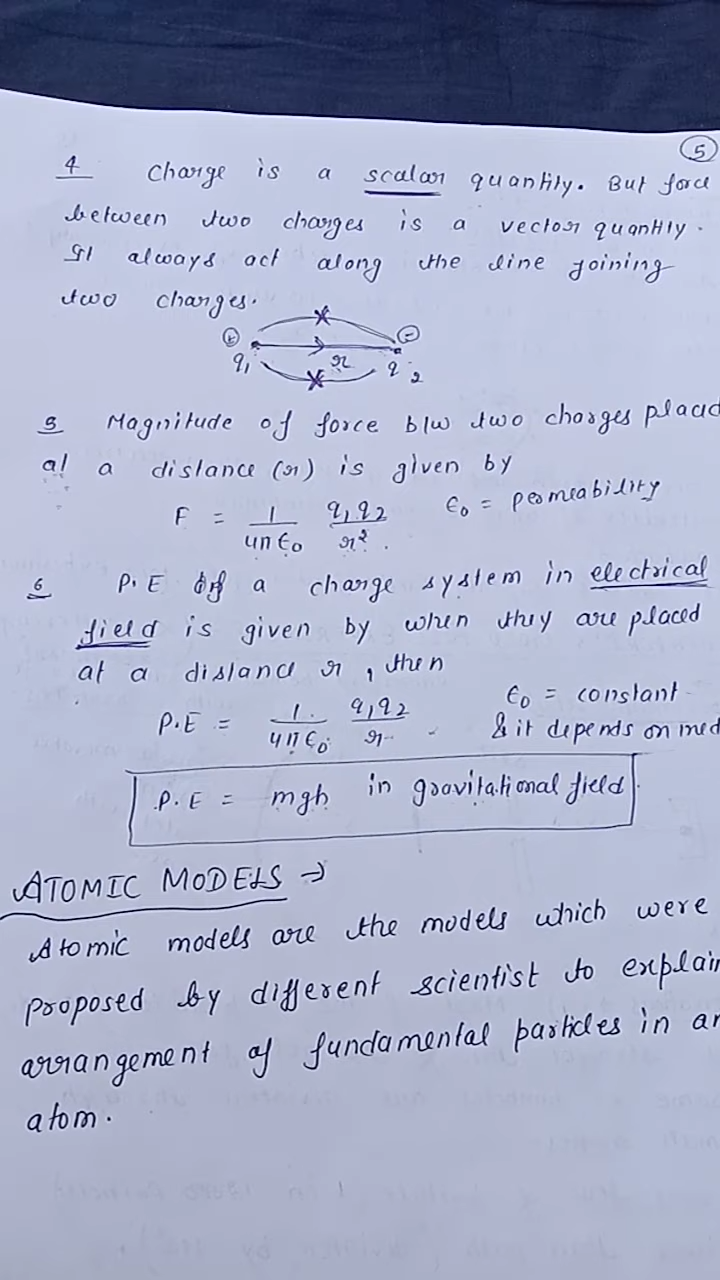 5
4 Charge is a scalar quantity. But force
between two charges is a vector quantity.
It always act along the line joining
two charges.
+ -
q1 r q2
5 Magnitude of force b/w two charges placed
at a distance (r) is given by
F = 1/4πϵ0 q1q2/r² . ϵ0 = permeability
6 P.E of a charge system in electrical
field is given by when they are placed
at a distance r, then
P.E = 1/4πϵ0 q1q2/r ϵ0 = constant
& it depends on med
P.E = mgh in gravitational field
ATOMIC MODELS →
Atomic models are the models which were
proposed by different scientist to explain
arrangement of fundamental particles in an
atom.